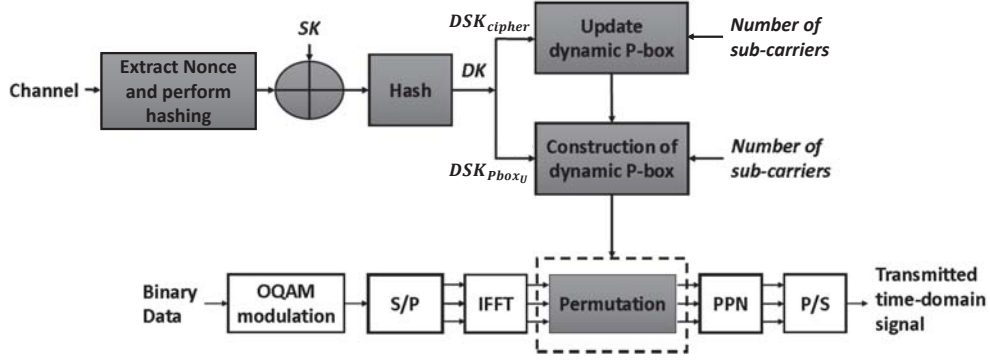 SK
Channel
Extract Nonce
and perform
hashing
Hash
DK
DSK_cipher
DSK_Pbox_U
Update
dynamic P-box
Number of
sub-carriers
Construction of
dynamic P-box
Number of
sub-carriers
Binary
Data
OQAM
modulation
S/P
IFFT
Permutation
PPN
P/S
Transmitted
time-domain
signal